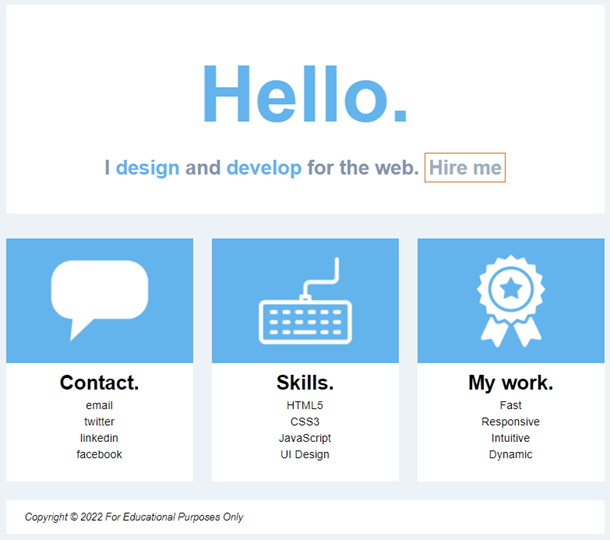 Hello.
I design and develop for the web. Hire me
Contact.
email
twitter
linkedin
facebook
Skills.
HTML5
CSS3
JavaScript
UI Design
My work.
Fast
Responsive
Intuitive
Dynamic
Copyright © 2022 For Educational Purposes Only